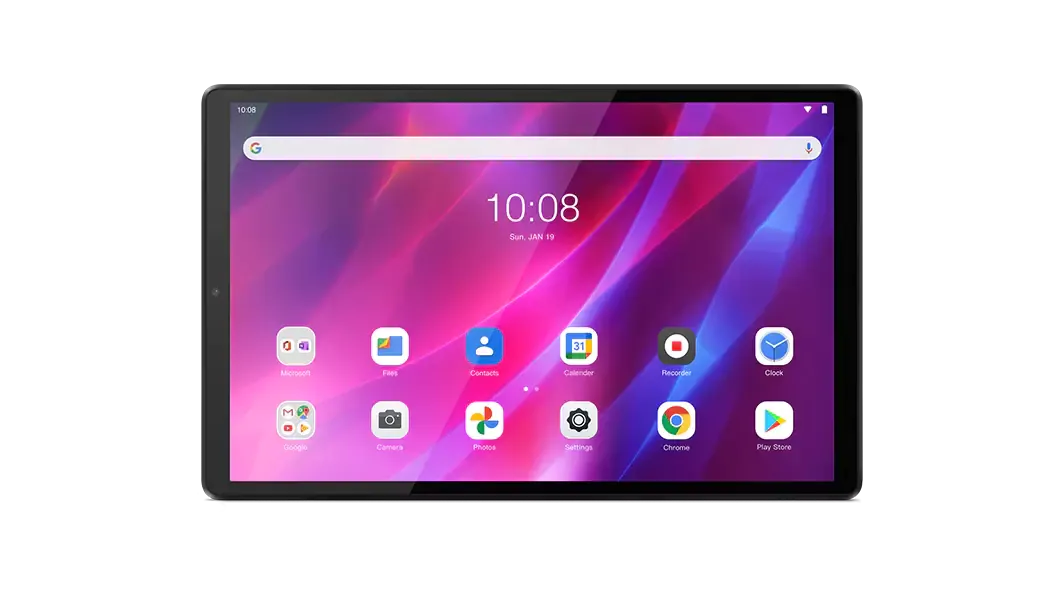 10:08
10:08
Sun, JAN 19
31
Microsoft
Files
Contacts
Calender
Recorder
Clock
Google
Camera
Photos
Settings
Chrome
Play Store